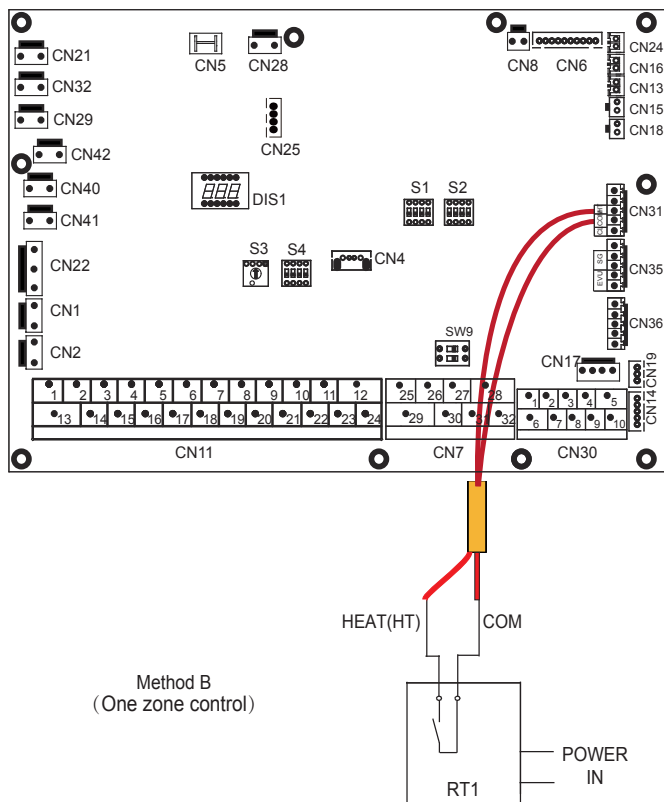 CN21
CN32
CN29
CN42
CN40
CN41
CN22
CN1
CN2
CN5
CN28
CN25
DIS1
S1 S2
S3 S4
CN4
SW9
CN8 CN6
CN24
CN16
CN13
CN15
CN18
CN31
CL COM HT
CN35
EVU SG
CN36
CN17
CN19
CN14
1 2 3 4 5 6 7 8 9 10 11 12
13 14 15 16 17 18 19 20 21 22 23 24
CN11
25 26 27 28
29 30 31 32
CN7
1 2 3 4 5
6 7 8 9 10
CN30
HEAT(HT) COM
Method B
(One zone control)
RT1
POWER
IN